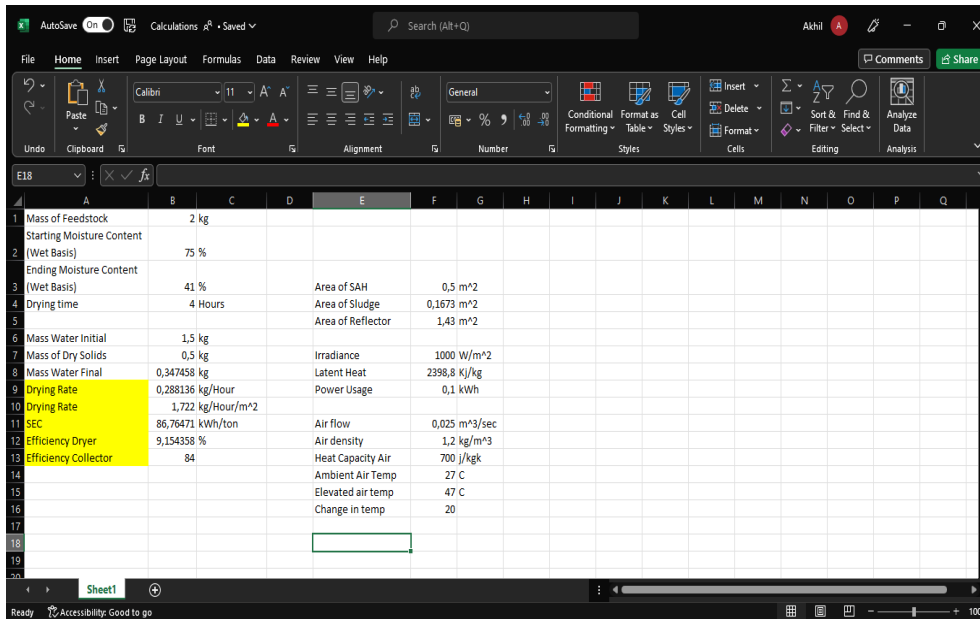 AutoSave On Calculations • Saved Search (Alt+Q) Akhil A
File Home Insert Page Layout Formulas Data Review View Help Comments Share
Paste Calibri 11 A A ab General Conditional Format as Cell Insert Delete Format Sort & Find & Analyze
B I U A % Formatting Table Styles Filter Select Data
Undo Clipboard Font Alignment Number Styles Cells Editing Analysis
E18 fx
A B C D E F G H I J K L M N O P Q
1 Mass of Feedstock 2 kg
Starting Moisture Content
2 (Wet Basis) 75 %
Ending Moisture Content
3 (Wet Basis) 41 % Area of SAH 0,5 m^2
4 Drying time 4 Hours Area of Sludge 0,1673 m^2
5 Area of Reflector 1,43 m^2
6 Mass Water Initial 1,5 kg
7 Mass of Dry Solids 0,5 kg Irradiance 1000 W/m^2
8 Mass Water Final 0,347458 kg Latent Heat 2398,8 Kj/kg
9 Drying Rate 0,288136 kg/Hour Power Usage 0,1 kWh
10 Drying Rate 1,722 kg/Hour/m^2
11 SEC 86,76471 kWh/ton Air flow 0,025 m^3/sec
12 Efficiency Dryer 9,154358 % Air density 1,2 kg/m^3
13 Efficiency Collector 84 Heat Capacity Air 700 j/kgk
14 Ambient Air Temp 27 C
15 Elevated air temp 47 C
16 Change in temp 20
17
18
19
20
Sheet1
Ready Accessibility: Good to go 100